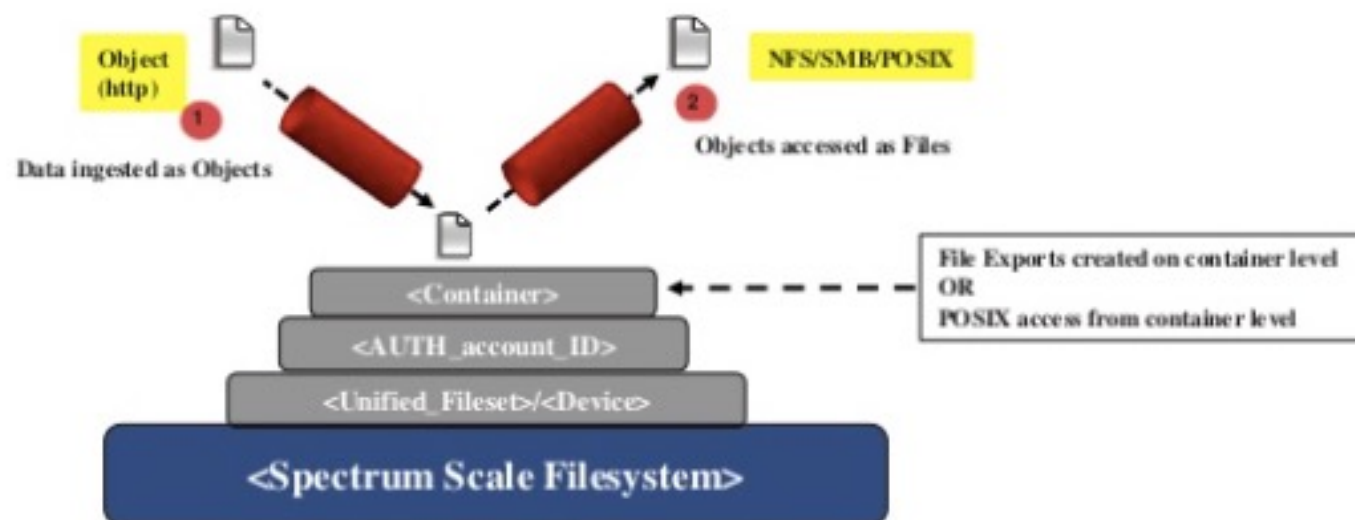 Object
(http)
1
Data ingested as Objects
NFS/SMB/POSIX
2
Objects accessed as Files
File Exports created on container level
OR
POSIX access from container level
<Container>
<AUTH_account_ID>
<Unified_Fileset>/<Device>
<Spectrum Scale Filesystem>